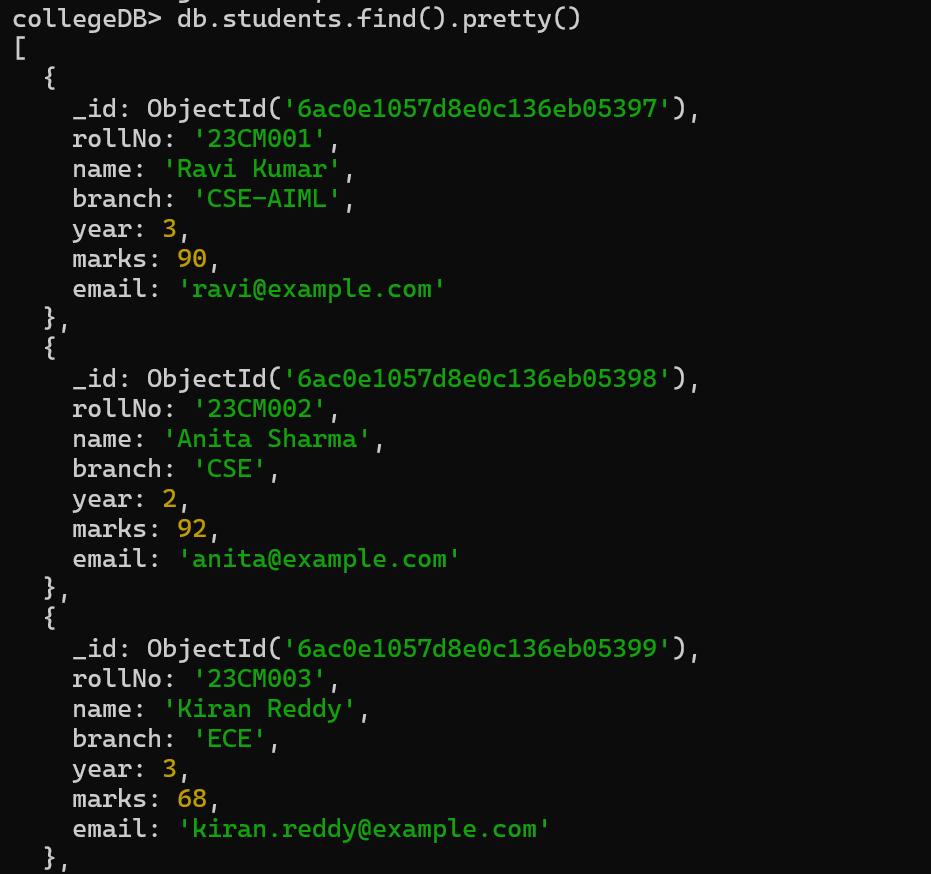 collegeDB> db.students.find().pretty()
[
  {
    _id: ObjectId('6ac0e1057d8e0c136eb05397'),
    rollNo: '23CM001',
    name: 'Ravi Kumar',
    branch: 'CSE-AIML',
    year: 3,
    marks: 90,
    email: 'ravi@example.com'
  },
  {
    _id: ObjectId('6ac0e1057d8e0c136eb05398'),
    rollNo: '23CM002',
    name: 'Anita Sharma',
    branch: 'CSE',
    year: 2,
    marks: 92,
    email: 'anita@example.com'
  },
  {
    _id: ObjectId('6ac0e1057d8e0c136eb05399'),
    rollNo: '23CM003',
    name: 'Kiran Reddy',
    branch: 'ECE',
    year: 3,
    marks: 68,
    email: 'kiran.reddy@example.com'
  },